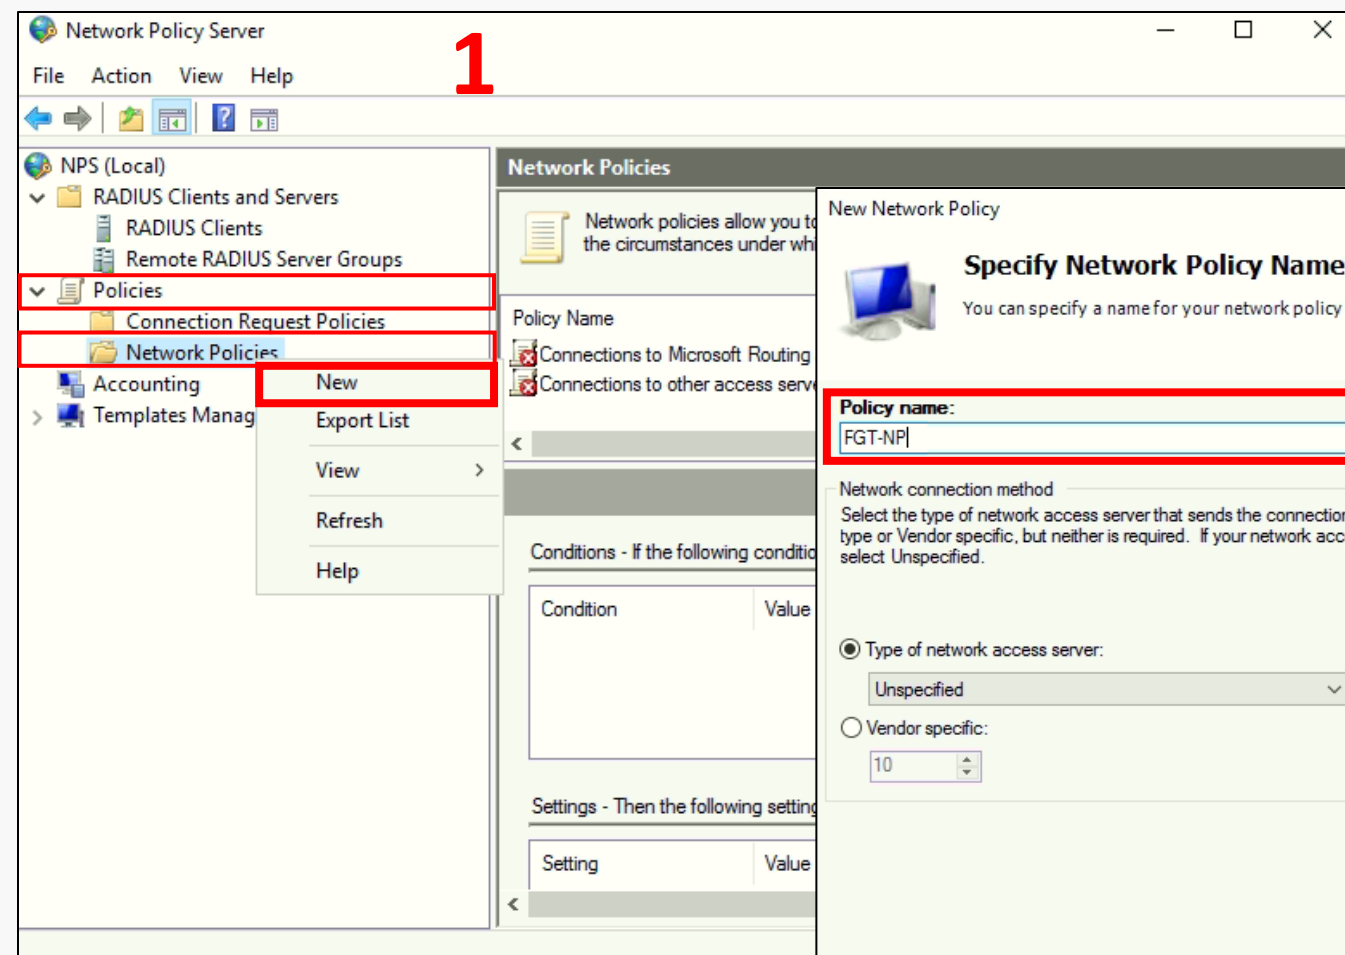 Network Policy Server
1
File Action View Help
NPS (Local)
RADIUS Clients and Servers
RADIUS Clients
Remote RADIUS Server Groups
Policies
Connection Request Policies
Network Policies
Accounting
Templates Manag
New
Export List
View
Refresh
Help
Network Policies
Network policies allow you to
the circumstances under whi
Policy Name
Connections to Microsoft Routing
Connections to other access serve
Conditions - If the following conditio
Condition Value
Settings - Then the following setting
Setting Value
New Network Policy
Specify Network Policy Name
You can specify a name for your network policy
Policy name:
FGT-NP
Network connection method
Select the type of network access server that sends the connection
type or Vendor specific, but neither is required. If your network acc
select Unspecified.
Type of network access server:
Unspecified
Vendor specific:
10